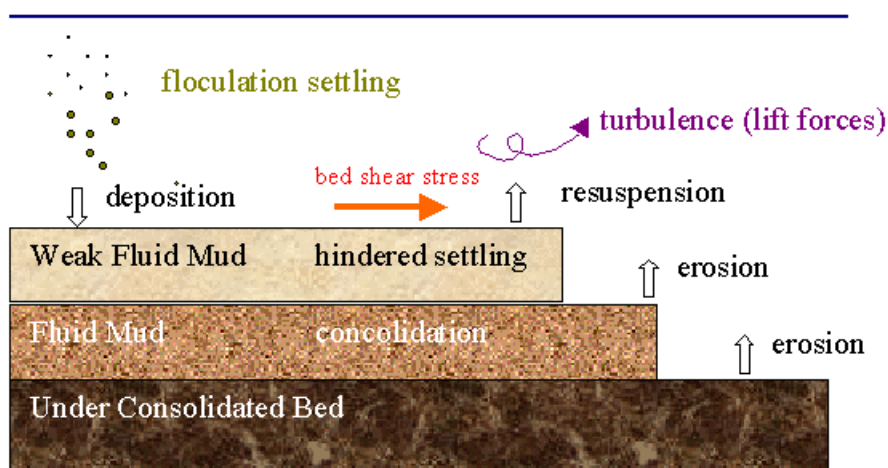 floculation settling
turbulence (lift forces)
bed shear stress
deposition
resuspension
Weak Fluid Mud hindered settling
erosion
Fluid Mud concolidation
erosion
Under Consolidated Bed